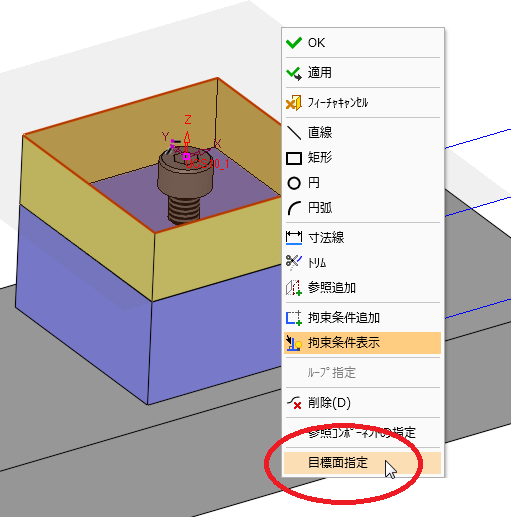 OK
適用
ﾌｨｰﾁｬｷｬﾝｾﾙ
直線
矩形
円
円弧
寸法線
ﾄﾘﾑ
参照追加
拘束条件追加
拘束条件表示
ﾙｰﾌﾟ指定
削除(D)
参照ｺﾝﾎﾟｰﾈﾝﾄの指定
目標面指定
Z
Y
X